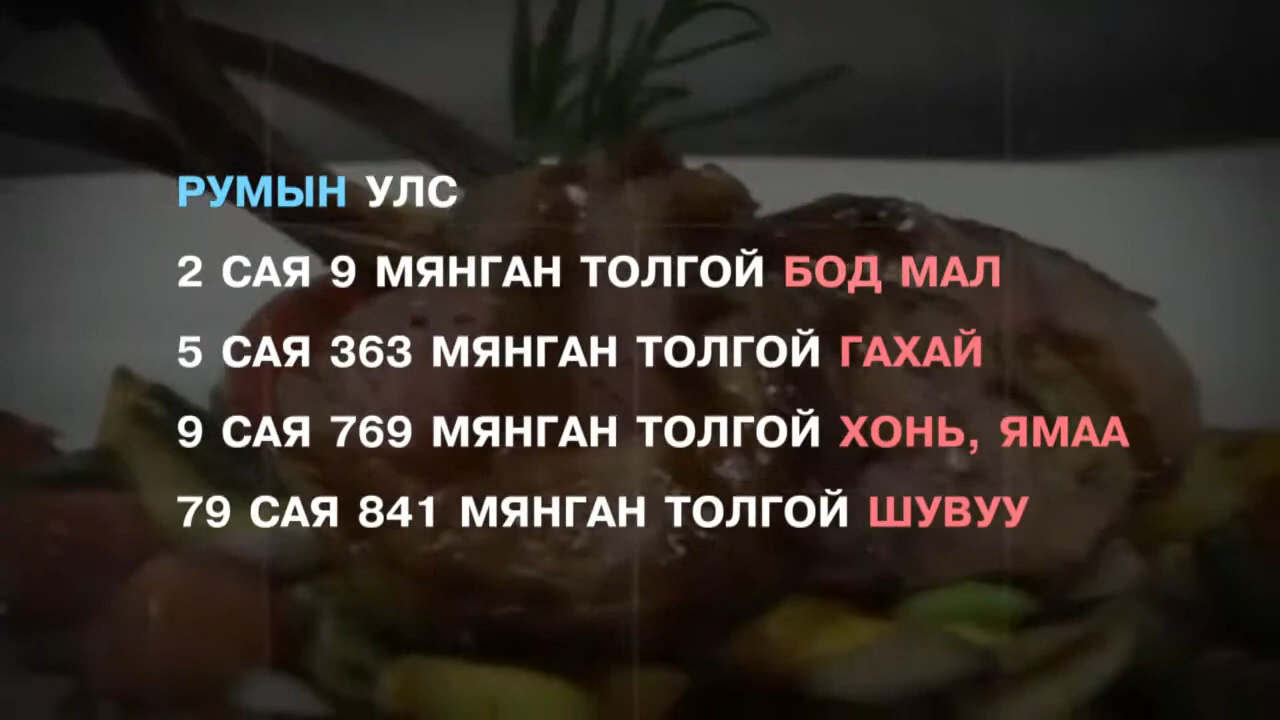 РУМЫН УЛС
2 САЯ 9 МЯНГАН ТОЛГОЙ БОД МАЛ
5 САЯ 363 МЯНГАН ТОЛГОЙ ГАХАЙ
9 САЯ 769 МЯНГАН ТОЛГОЙ ХОНЬ, ЯМАА
79 САЯ 841 МЯНГАН ТОЛГОЙ ШУВУУ